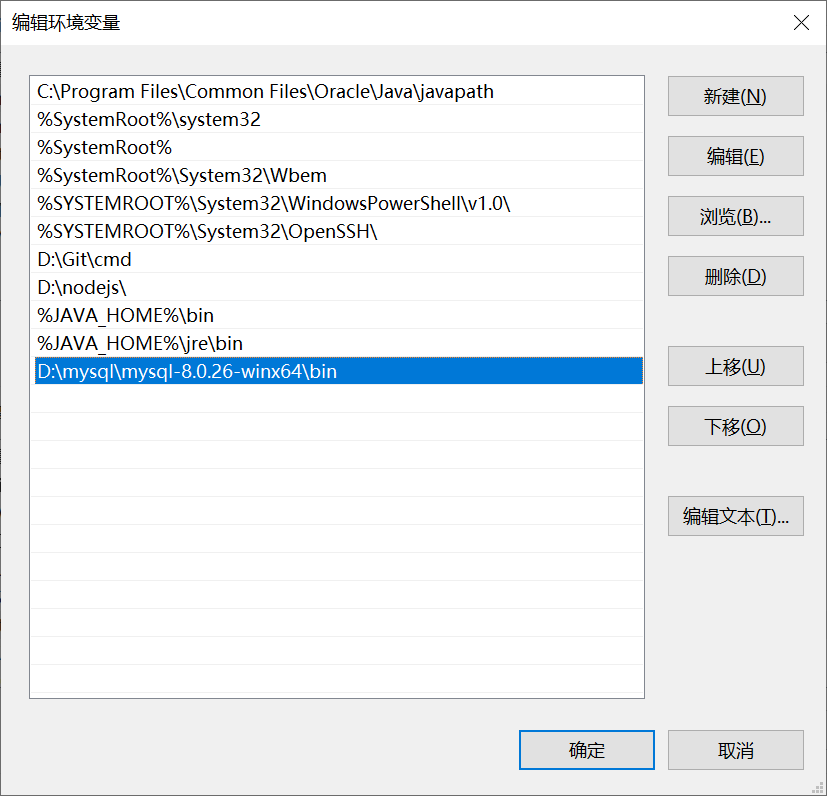 编辑环境变量
C:\Program Files\Common Files\Oracle\Java\javapath
%SystemRoot%\system32
%SystemRoot%
%SystemRoot%\System32\Wbem
%SYSTEMROOT%\System32\WindowsPowerShell\v1.0\
%SYSTEMROOT%\System32\OpenSSH\
D:\Git\cmd
D:\nodejs\
%JAVA_HOME%\bin
%JAVA_HOME%\jre\bin
D:\mysql\mysql-8.0.26-winx64\bin
新建(N)
编辑(E)
浏览(B)...
删除(D)
上移(U)
下移(O)
编辑文本(T)...
确定
取消